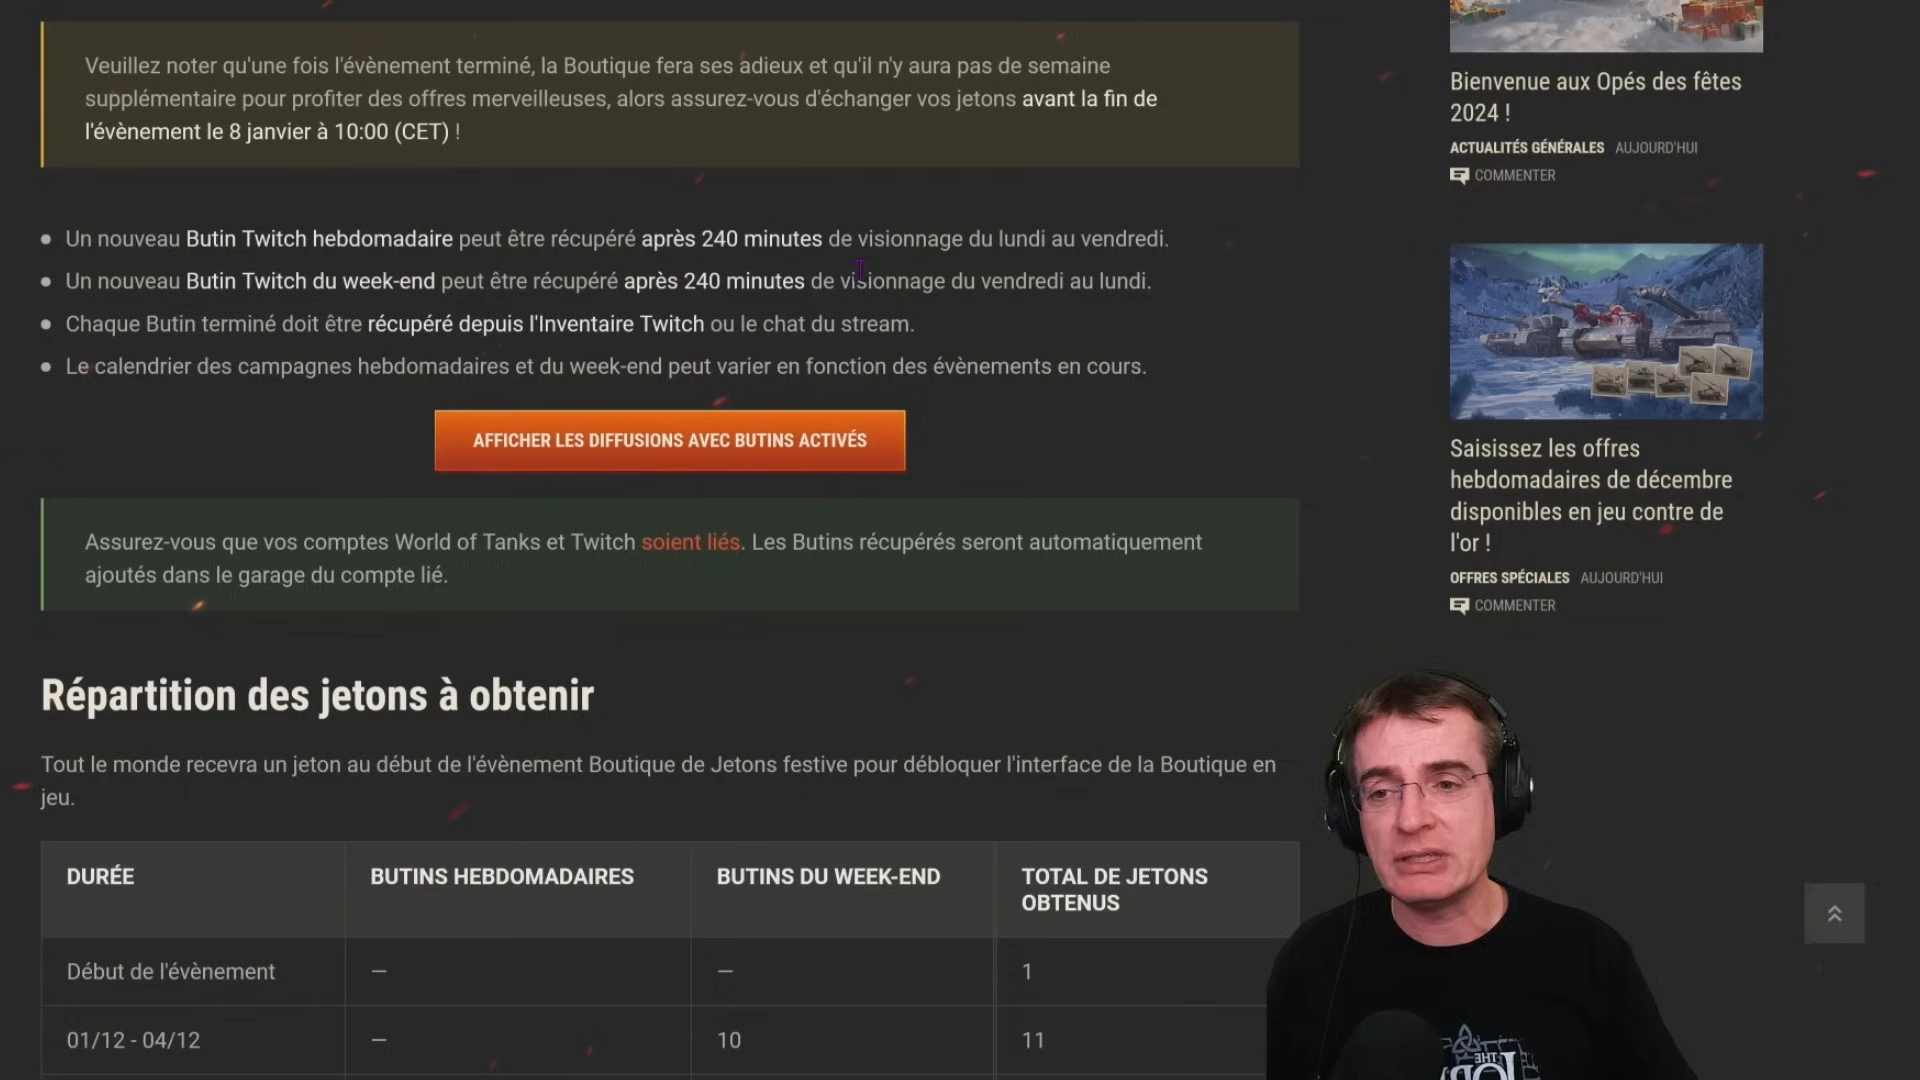 Veuillez noter qu'une fois l'évènement terminé, la Boutique fera ses adieux et qu'il n'y aura pas de semaine
supplémentaire pour profiter des offres merveilleuses, alors assurez-vous d'échanger vos jetons avant la fin de
l'évènement le 8 janvier à 10:00 (CET) !
Un nouveau Butin Twitch hebdomadaire peut être récupéré après 240 minutes de visionnage du lundi au vendredi.
Un nouveau Butin Twitch du week-end peut être récupéré après 240 minutes de visionnage du vendredi au lundi.
Chaque Butin terminé doit être récupéré depuis l'Inventaire Twitch ou le chat du stream.
Le calendrier des campagnes hebdomadaires et du week-end peut varier en fonction des évènements en cours.
AFFICHER LES DIFFUSIONS AVEC BUTINS ACTIVÉS
Assurez-vous que vos comptes World of Tanks et Twitch soient liés. Les Butins récupérés seront automatiquement
ajoutés dans le garage du compte lié.
Répartition des jetons à obtenir
Tout le monde recevra un jeton au début de l'évènement Boutique de Jetons festive pour débloquer l'interface de la Boutique en
jeu.
DURÉE BUTINS HEBDOMADAIRES BUTINS DU WEEK-END TOTAL DE JETONS
OBTENUS
Début de l'évènement — — 1
01/12 - 04/12 — 10 11
Bienvenue aux Opés des fêtes
2024 !
ACTUALITÉS GÉNÉRALES AUJOURD'HUI
COMMENTER
Saisissez les offres
hebdomadaires de décembre
disponibles en jeu contre de
l'or !
OFFRES SPÉCIALES AUJOURD'HUI
COMMENTER
THE